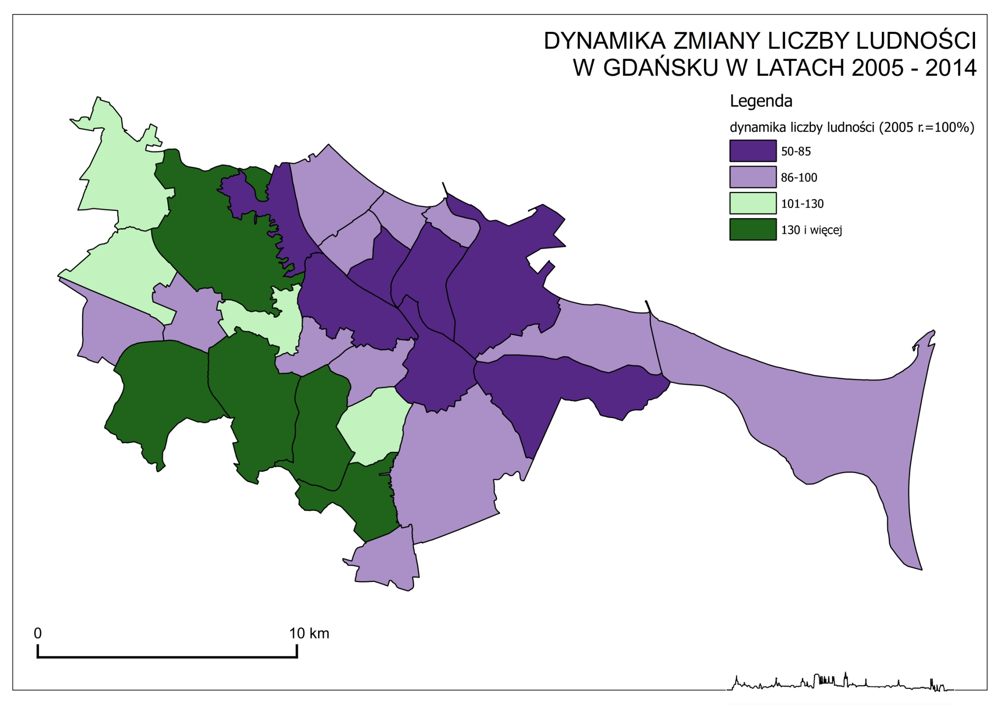 DYNAMIKA ZMIANY LICZBY LUDNOŚCI
W GDAŃSKU W LATACH 2005 - 2014
Legenda
dynamika liczby ludności (2005 r.=100%)
50-85
86-100
101-130
130 i więcej
0 10 km